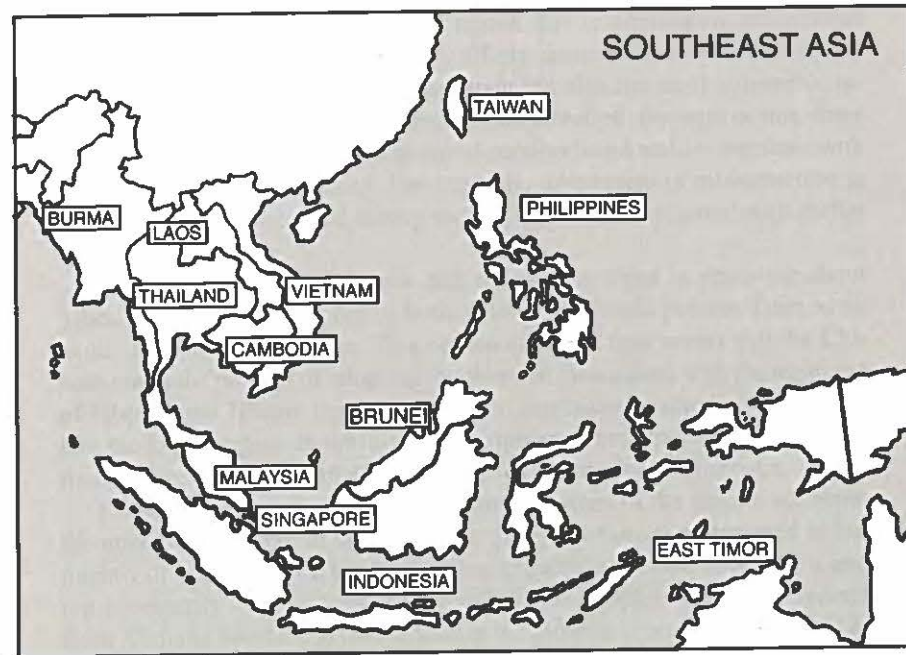 SOUTHEAST ASIA
TAIWAN
BURMA
LAOS
PHILIPPINES
THAILAND
VIETNAM
CAMBODIA
BRUNEI
MALAYSIA
SINGAPORE
EAST TIMOR
INDONESIA